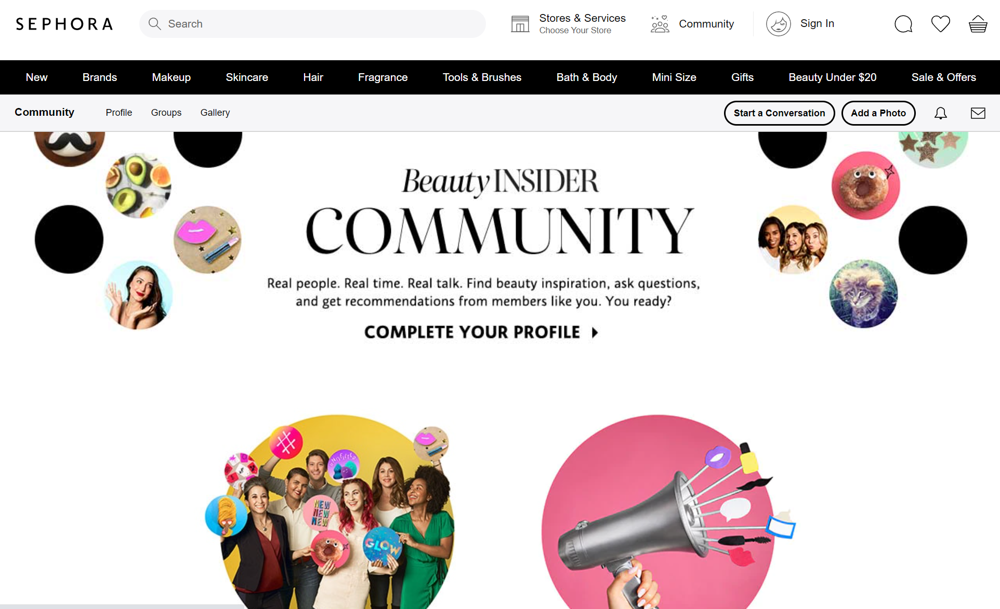 SEPHORA
Search
Stores & Services
Choose Your Store
Community
Sign In
New Brands Makeup Skincare Hair Fragrance Tools & Brushes Bath & Body Mini Size Gifts Beauty Under $20 Sale & Offers
Community Profile Groups Gallery
Start a Conversation
Add a Photo
Beauty INSIDER
COMMUNITY
Real people. Real time. Real talk. Find beauty inspiration, ask questions,
and get recommendations from members like you. You ready?
COMPLETE YOUR PROFILE
#
$
$
NEW
NEW
NEW
GLOW